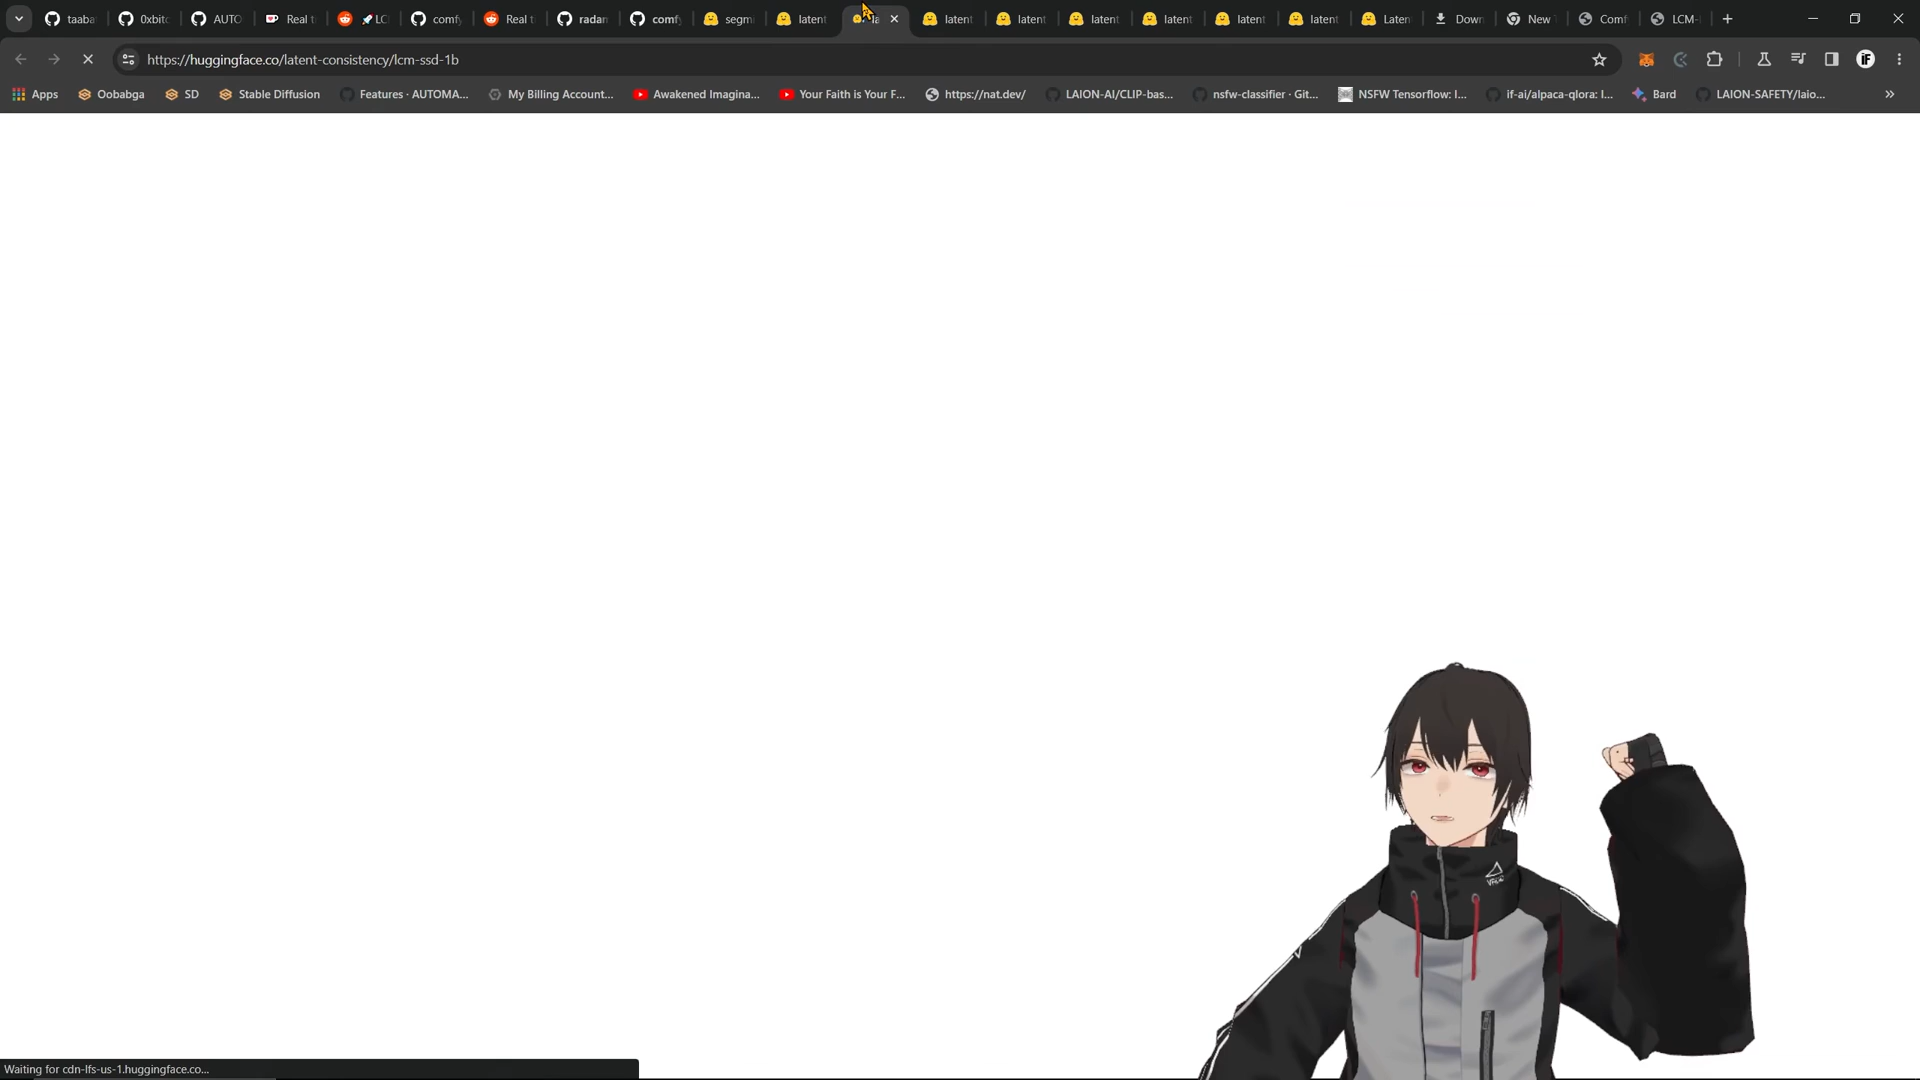 taaba
0xbitc
AUTO
Real t
LC
comfy
Real t
radan
comfy
segmi
latent
la
latent
latent
latent
latent
latent
latent
Laten
Down
New
Comf
LCM-
https://huggingface.co/latent-consistency/lcm-ssd-1b
Apps
Oobabga
SD
Stable Diffusion
Features · AUTOMA...
My Billing Account...
Awakened Imagina...
Your Faith is Your F...
https://nat.dev/
LAION-AI/CLIP-bas...
nsfw-classifier · Git...
NSFW Tensorflow: I...
if-ai/alpaca-qlora: I...
Bard
LAION-SAFETY/laio...
Waiting for cdn-lfs-us-1.huggingface.co...